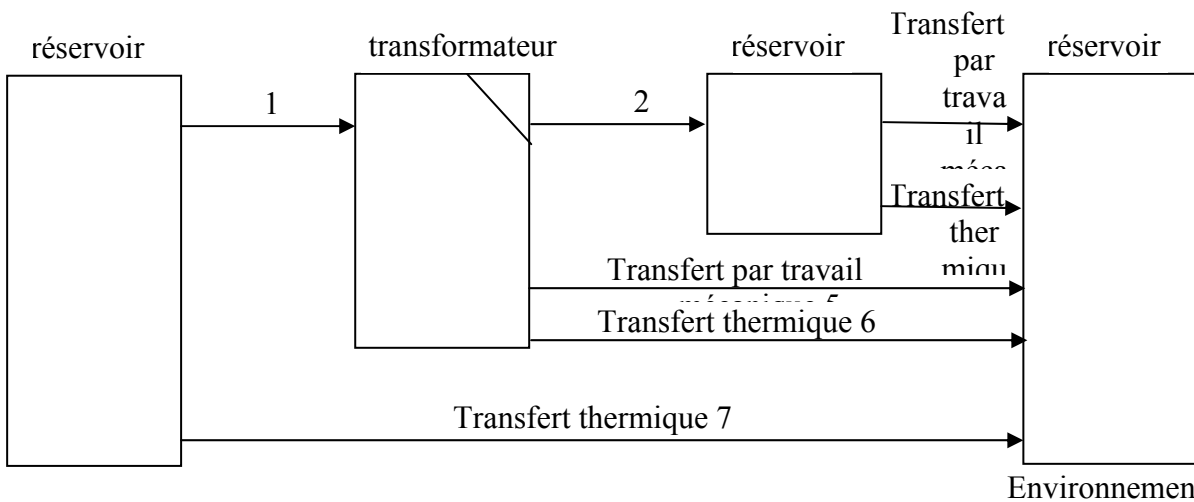 réservoir
transformateur
réservoir
Transfert
par
trava
il
réservoir
1
2
Transfert
ther
Transfert par travail
Transfert thermique 6
Transfert thermique 7
Environnemen